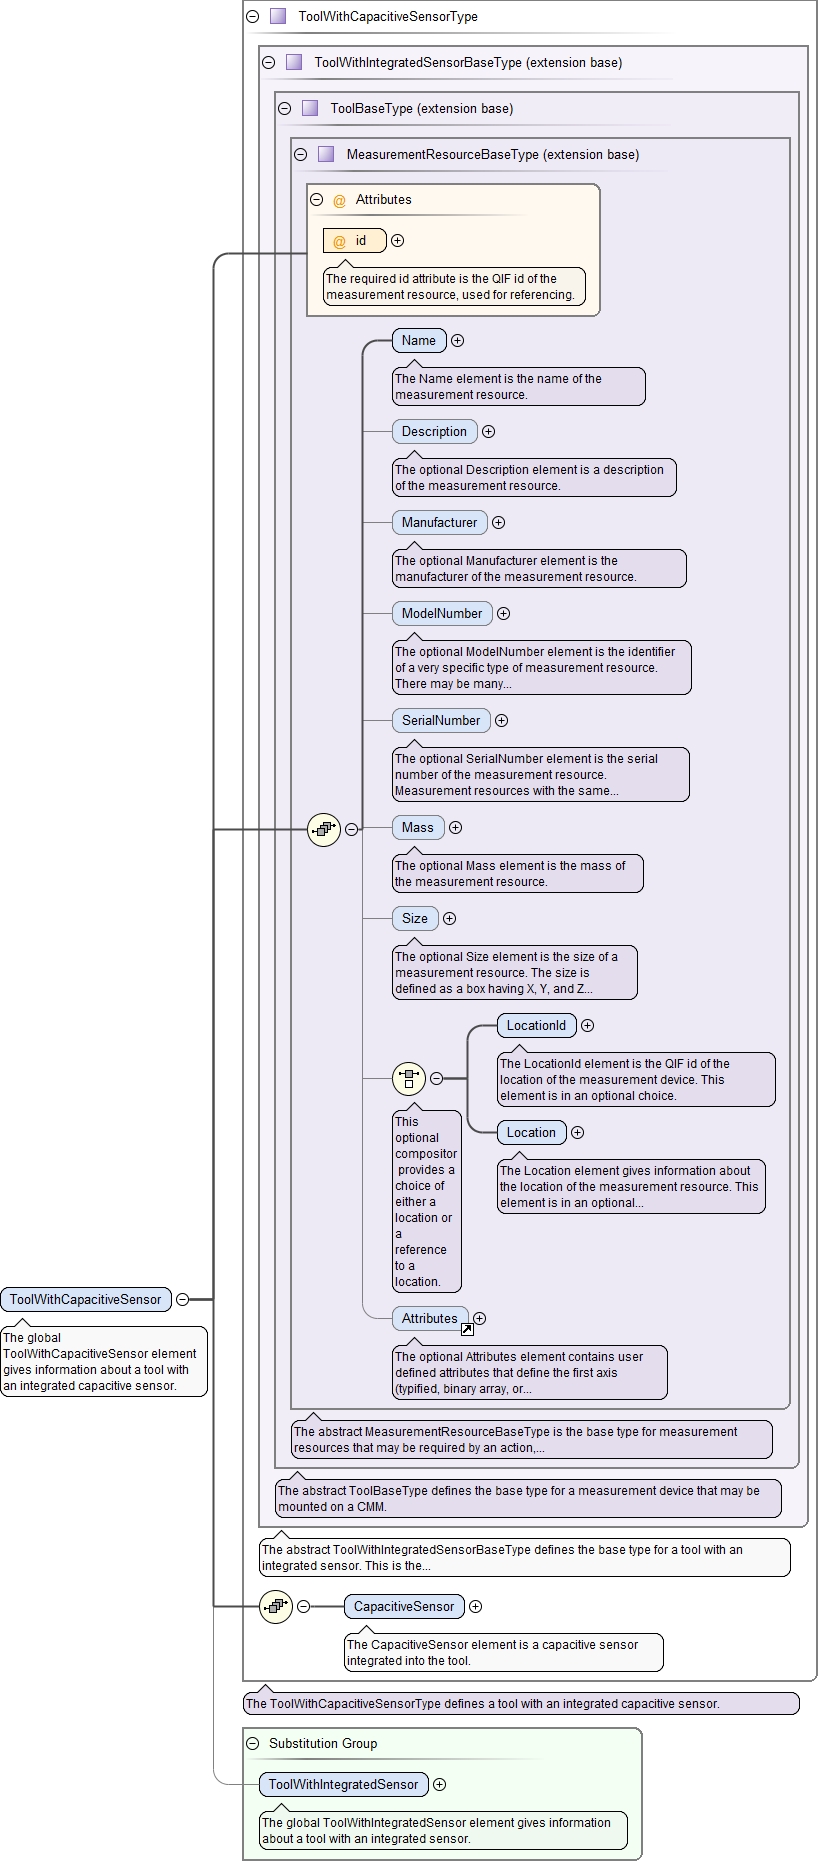 ToolWithCapacitiveSensorType
ToolWithIntegratedSensorBaseType (extension base)
ToolBaseType (extension base)
MeasurementResourceBaseType (extension base)
@ Attributes
@ id
The required id attribute is the QIF id of the
measurement resource, used for referencing.
Name
The Name element is the name of the
measurement resource.
Description
The optional Description element is a description
of the measurement resource.
Manufacturer
The optional Manufacturer element is the
manufacturer of the measurement resource.
ModelNumber
The optional ModelNumber element is the identifier
of a very specific type of measurement resource.
There may be many...
SerialNumber
The optional SerialNumber element is the serial
number of the measurement resource.
Measurement resources with the same...
Mass
The optional Mass element is the mass of
the measurement resource.
Size
The optional Size element is the size of a
measurement resource. The size is
defined as a box having X, Y, and Z...
LocationId
The LocationId element is the QIF id of the
location of the measurement device. This
element is in an optional choice.
Location
The Location element gives information about
the location of the measurement resource. This
element is in an optional...
This
optional
compositor
provides a
choice of
either a
location or
a
reference
to a
location.
Attributes
The optional Attributes element contains user
defined attributes that define the first axis
(typified, binary array, or...
The abstract MeasurementResourceBaseType is the base type for measurement
resources that may be required by an action,...
The abstract ToolBaseType defines the base type for a measurement device that may be
mounted on a CMM.
The abstract ToolWithIntegratedSensorBaseType defines the base type for a tool with an
integrated sensor. This is the...
ToolWithCapacitiveSensor
The global
ToolWithCapacitiveSensor element
gives information about a tool with
an integrated capacitive sensor.
CapacitiveSensor
The CapacitiveSensor element is a capacitive sensor
integrated into the tool.
The ToolWithCapacitiveSensorType defines a tool with an integrated capacitive sensor.
Substitution Group
ToolWithIntegratedSensor
The global ToolWithIntegratedSensor element gives information
about a tool with an integrated sensor.